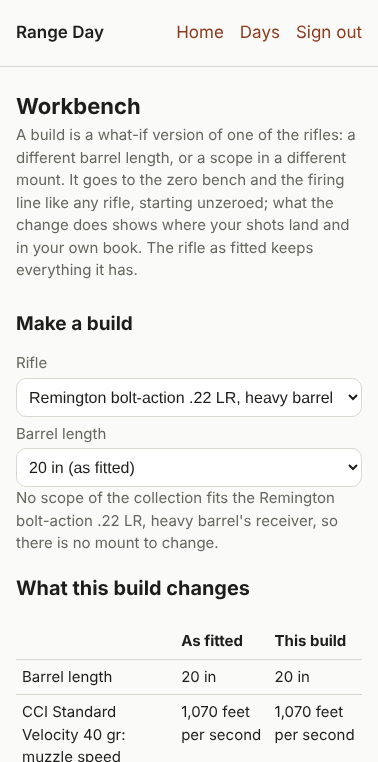 Range Day Home Days Sign out
Workbench
A build is a what-if version of one of the rifles: a
different barrel length, or a scope in a different
mount. It goes to the zero bench and the firing
line like any rifle, starting unzeroed; what the
change does shows where your shots land and
in your own book. The rifle as fitted keeps
everything it has.
Make a build
Rifle
Remington bolt-action .22 LR, heavy barrel
Barrel length
20 in (as fitted)
No scope of the collection fits the Remington
bolt-action .22 LR, heavy barrel's receiver, so
there is no mount to change.
What this build changes
As fitted This build
Barrel length 20 in 20 in
CCI Standard 1,070 feet 1,070 feet
Velocity 40 gr: per second per second
muzzle speed